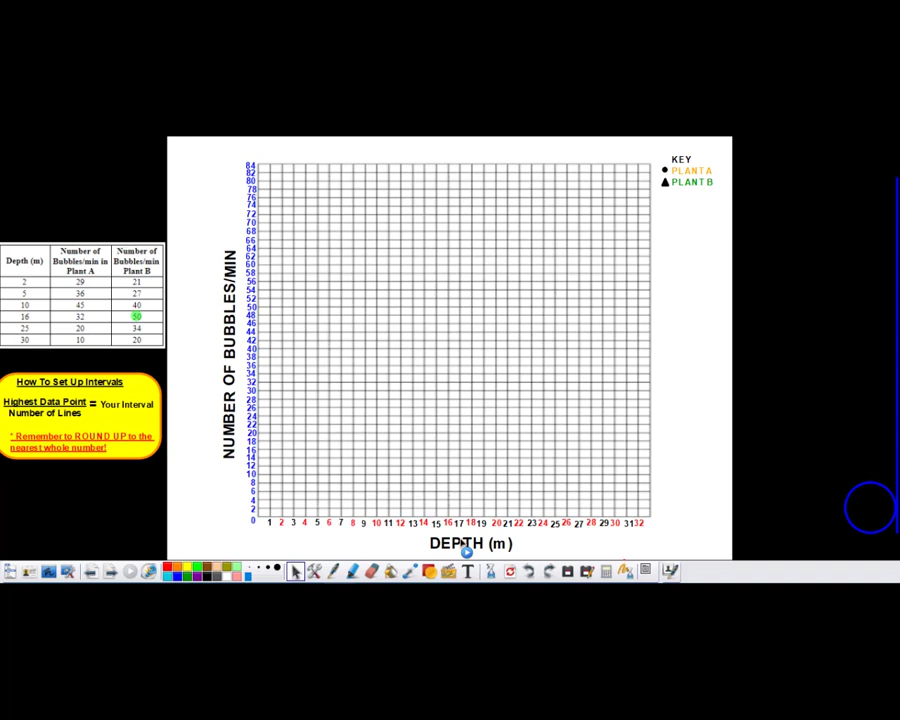 KEY
PLANT A
PLANT B
84
82
80
78
76
74
72
70
68
66
64
62
60
58
56
54
52
50
48
46
44
42
40
38
36
34
32
30
28
26
24
22
20
18
16
14
12
10
8
6
4
2
0
NUMBER OF BUBBLES/MIN
1 2 3 4 5 6 7 8 9 10 11 12 13 14 15 16 17 18 19 20 21 22 23 24 25 26 27 28 29 30 31 32
DEPTH (m)
Depth (m) Number of Bubbles/min in Plant A Number of Bubbles/min Plant B
2 29 21
5 36 27
10 45 40
16 32 50
25 20 34
30 10 20
How To Set Up Intervals
Highest Data Point = Your Interval
Number of Lines
* Remember to ROUND UP to the
nearest whole number!
T